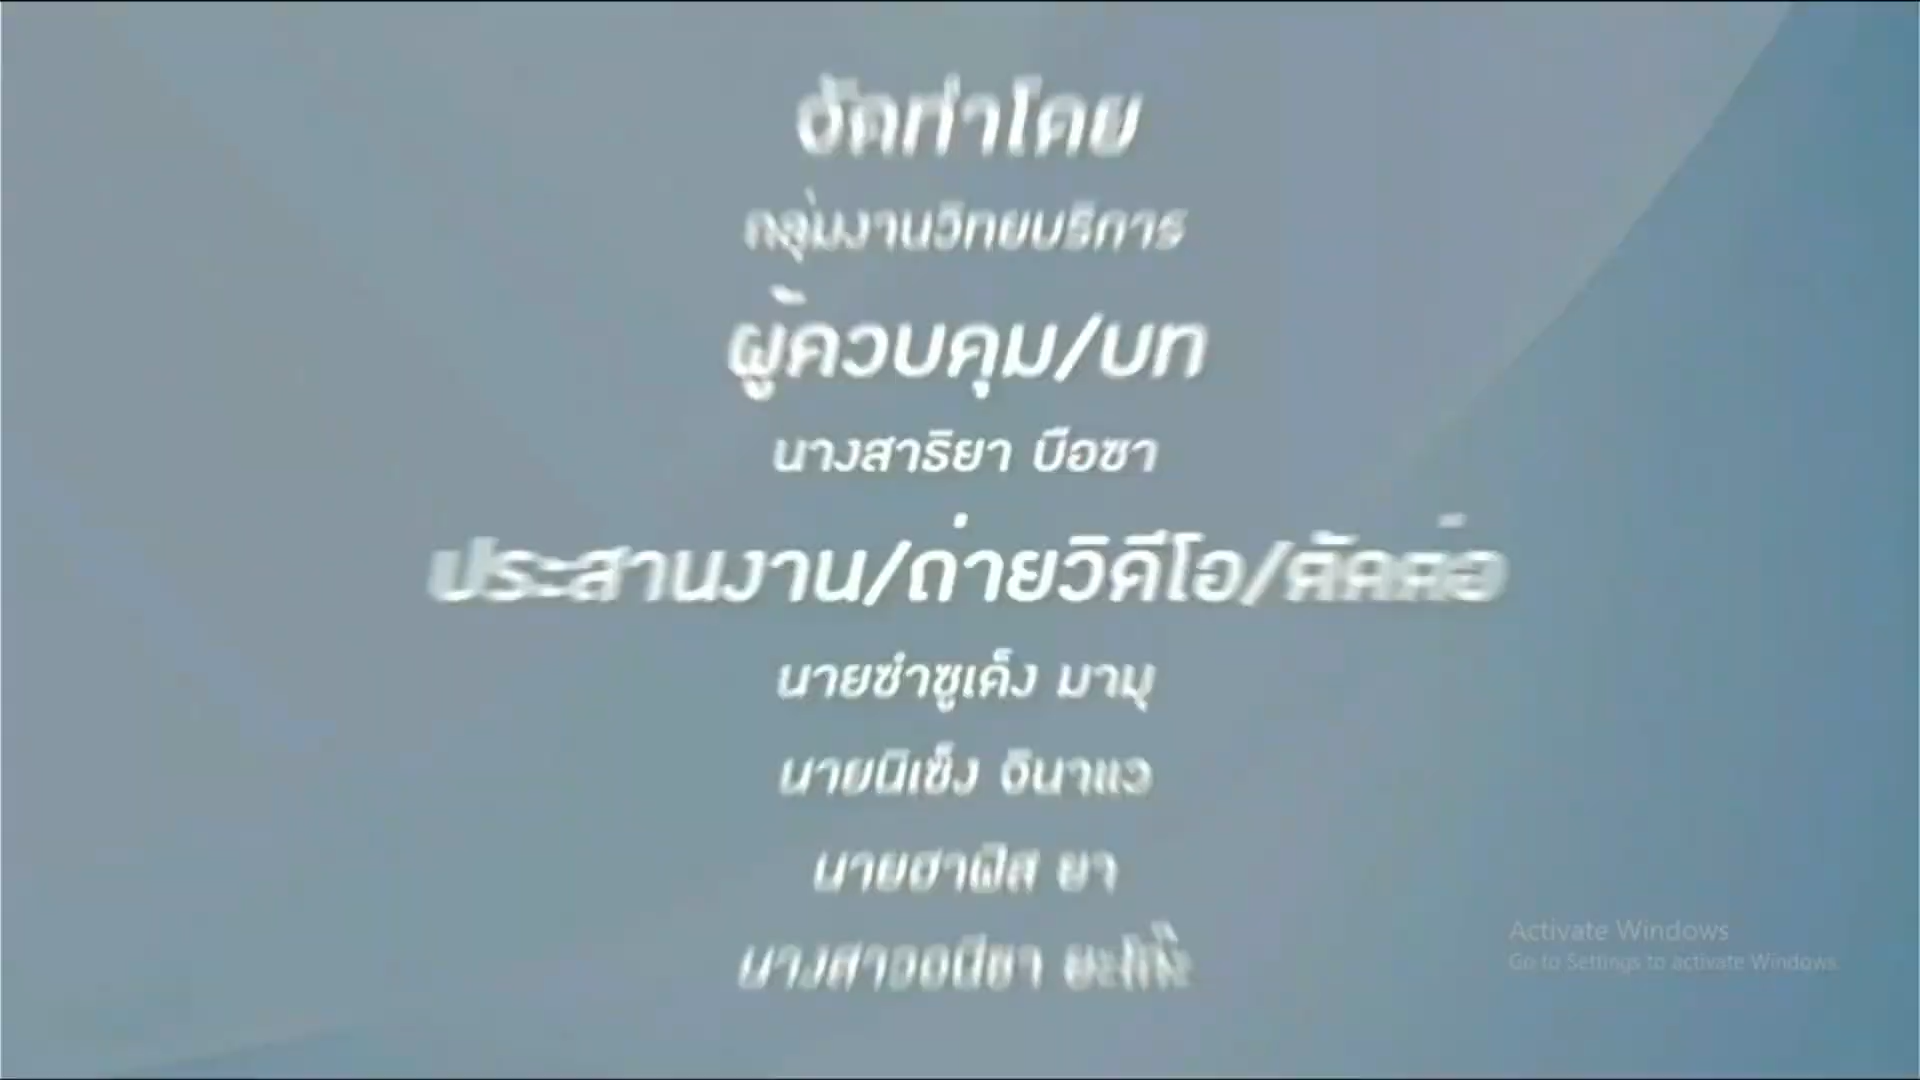 จัดทำโดย
กลุ่มงานวิทยบริการ
ผู้ควบคุม/บท
นางสาธิยา บือซา
ประสานงาน/ถ่ายวิดีโอ/ตัดต่อ
นายซำซูเด็ง มามุ
นายนิเซ็ง จินาแว
นายฮาฟิส ยา
Activate Windows
Go to Settings to activate Windows.